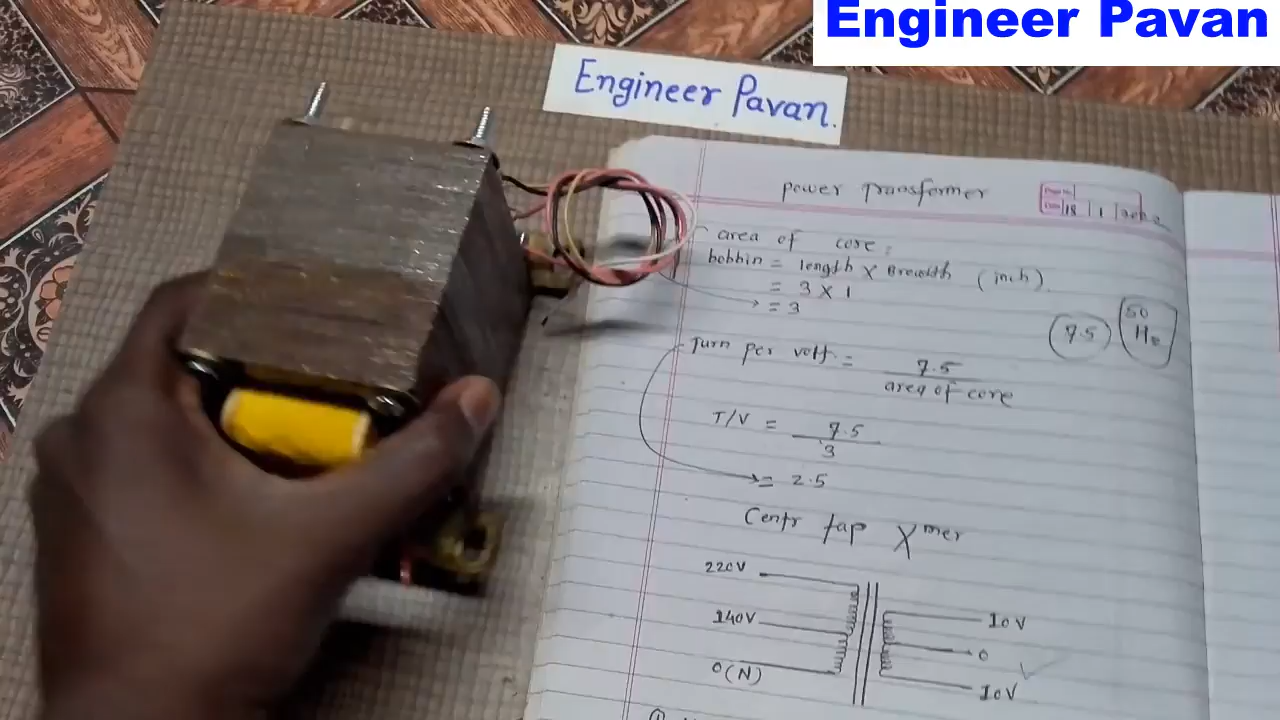 Engineer Pavan
Engineer Pavan.
power transformer
18 | 1 |
area of core:
bobbin = length X Breadth (inch).
= 3 X 1
= 3
7.5
50
Hz
Turn per volt = 7.5
area of core
T/V = 7.5
3
= 2.5
Centr tap Xmer
220V
140V
0(N)
10V
0
10V